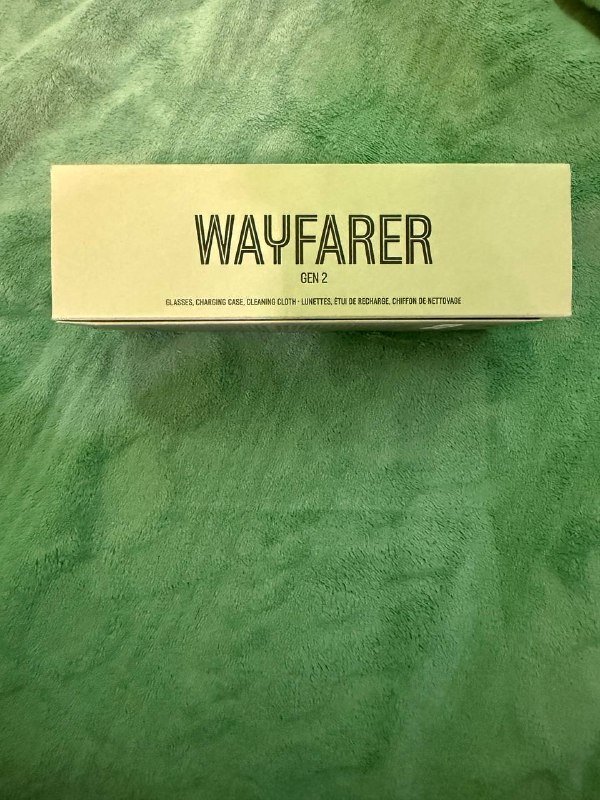 WAYFARER
GEN 2
GLASSES, CHARGING CASE, CLEANING CLOTH · LUNETTES, ÉTUI DE RECHARGE, CHIFFON DE NETTOYAGE